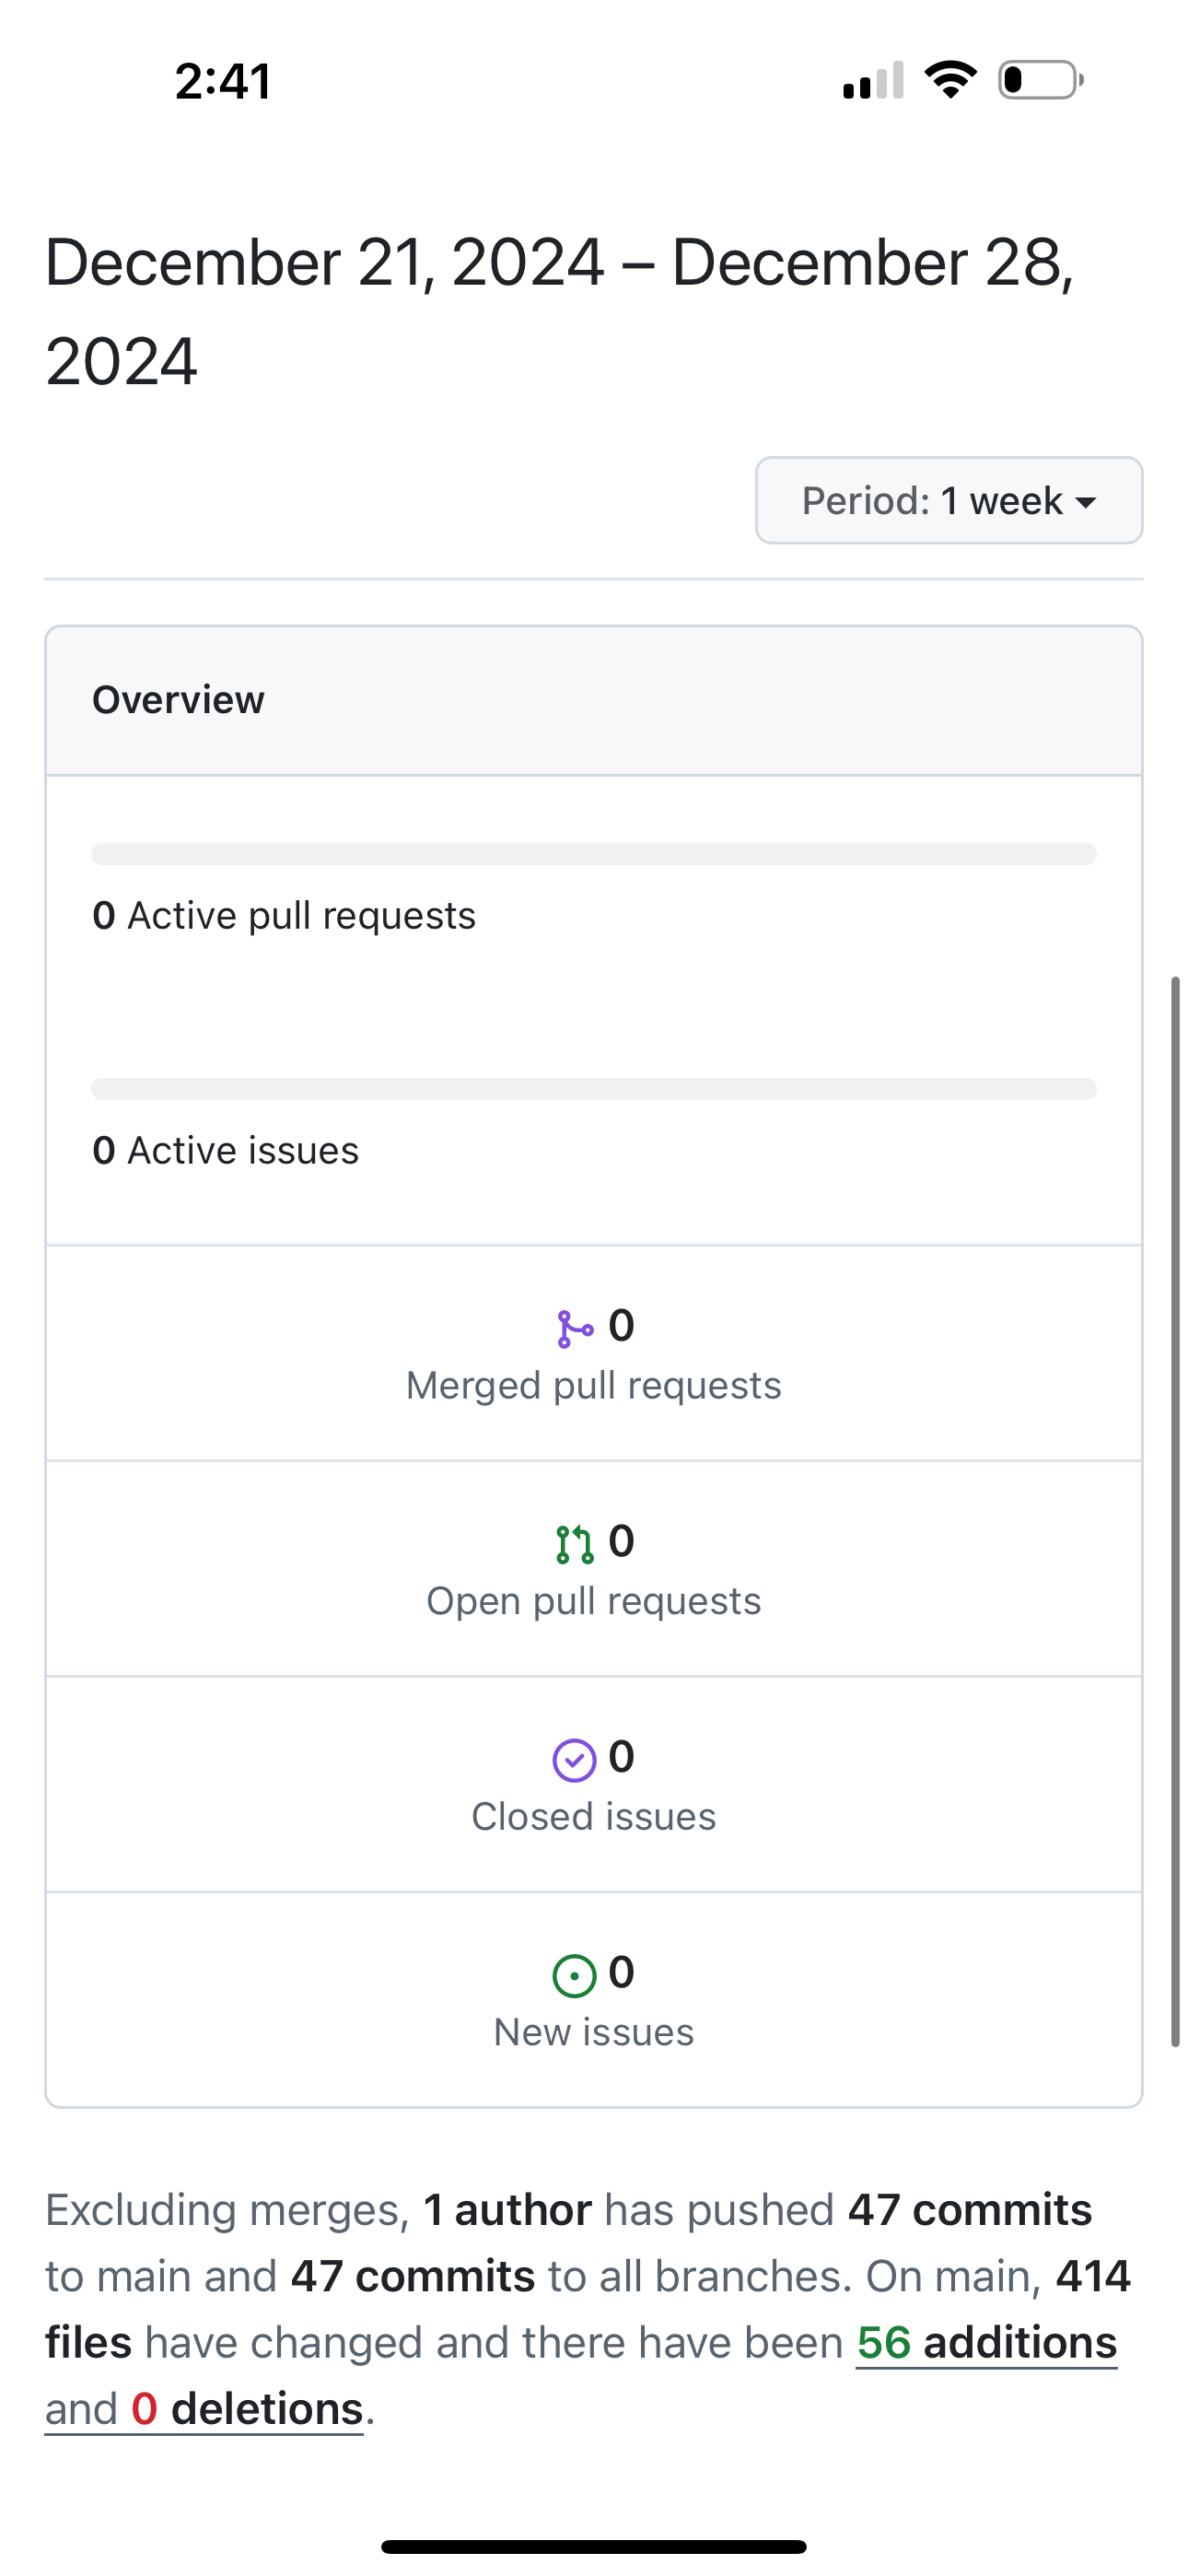 2:41
December 21, 2024 – December 28,
2024
Period: 1 week
Overview
0 Active pull requests
0 Active issues
0
Merged pull requests
0
Open pull requests
0
Closed issues
0
New issues
Excluding merges, 1 author has pushed 47 commits
to main and 47 commits to all branches. On main, 414
files have changed and there have been 56 additions
and 0 deletions.